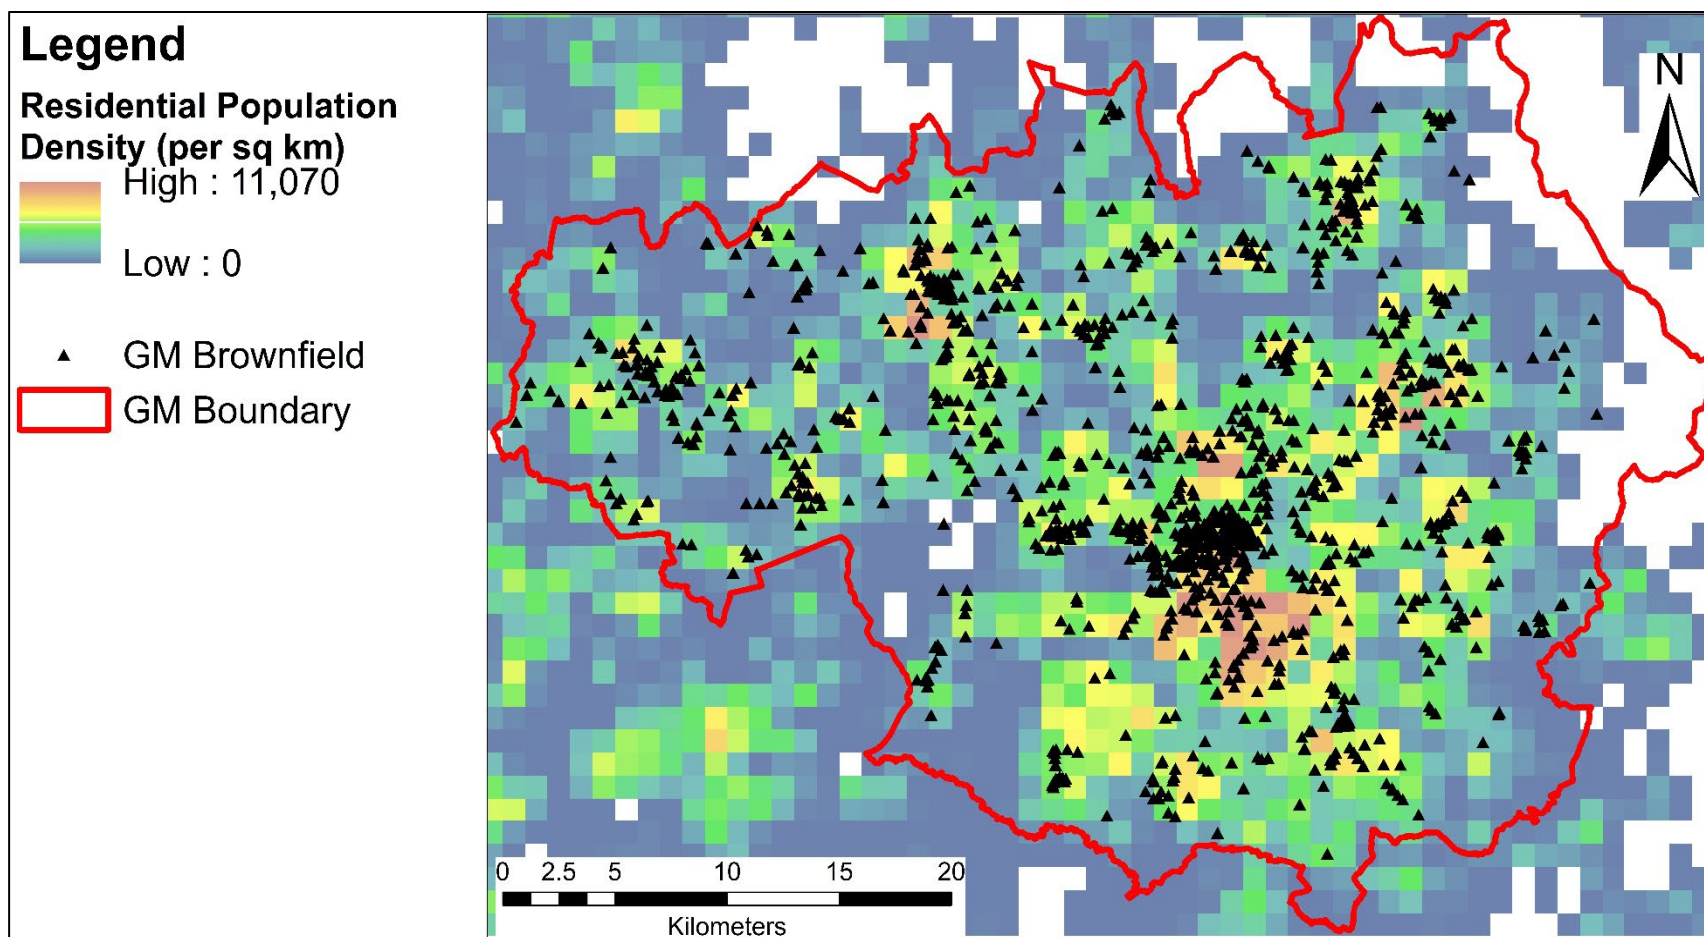 Legend
Residential Population
Density (per sq km)
High : 11,070
Low : 0
GM Brownfield
GM Boundary
N
0 2.5 5 10 15 20
Kilometers